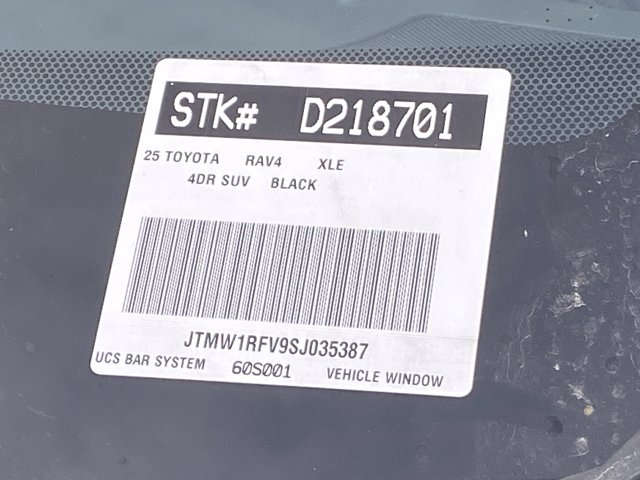 STK# D218701
25 TOYOTA RAV4 XLE
4DR SUV BLACK
JTMW1RFV9SJ035387
UCS BAR SYSTEM 60S001 VEHICLE WINDOW